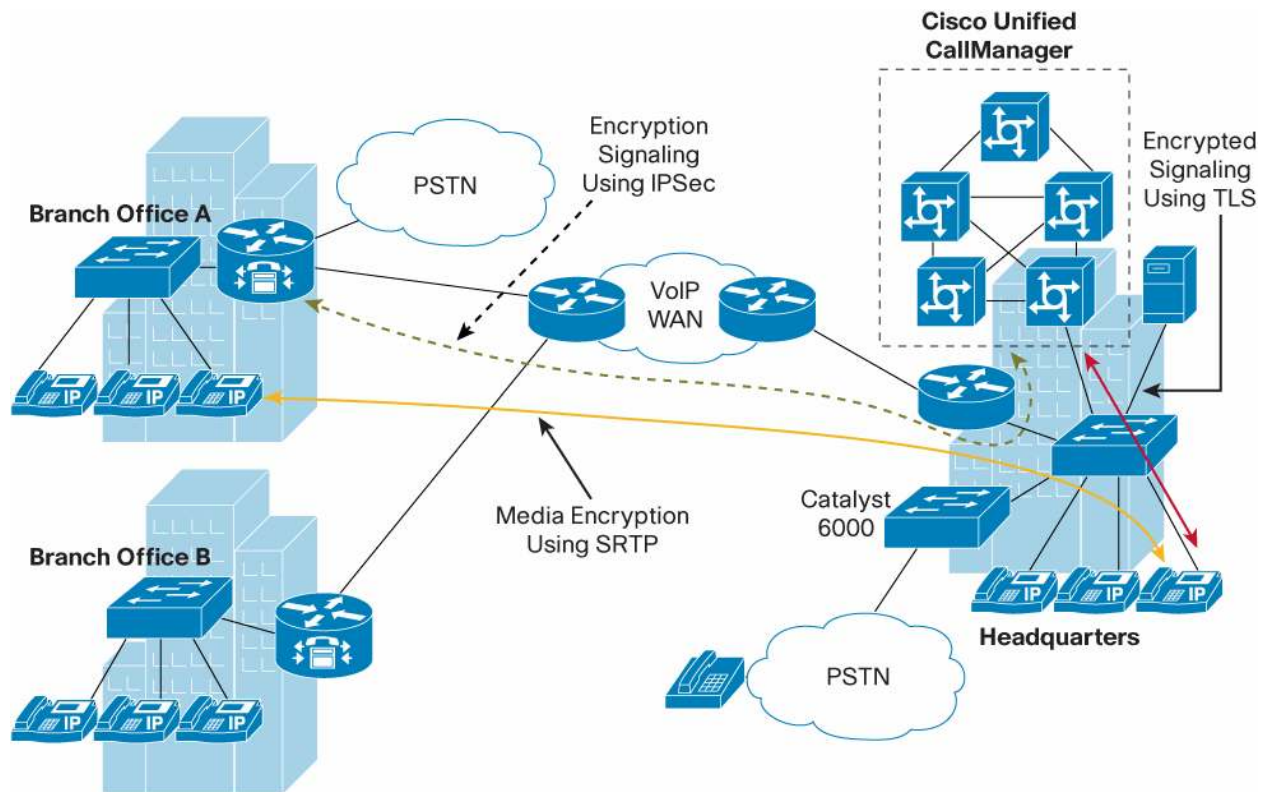 Cisco Unified
CallManager
Encryption
Signaling
Using IPSec
PSTN
Encrypted
Signaling
Using TLS
Branch Office A
VoIP
WAN
IP
IP
IP
Catalyst
6000
Media Encryption
Using SRTP
Branch Office B
IP
IP
IP
Headquarters
PSTN
IP
IP
IP